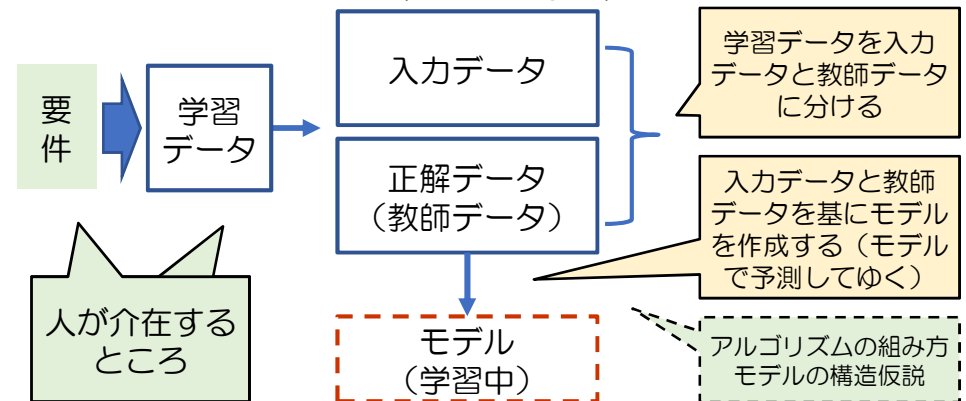 要
件
学習
データ
入力データ
正解データ
（教師データ）
学習データを入力
データと教師データ
に分ける
入力データと教師
データを基にモデル
を作成する（モデル
で予測してゆく）
人が介在する
ところ
モデル
（学習中）
アルゴリズムの組み方
モデルの構造仮説